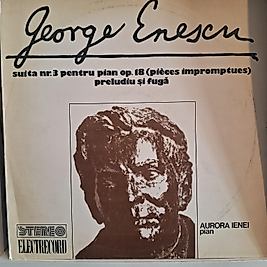 George Enescu
suita nr.3 pentru pian op.18 (pièces impromptues)
preludiu și fugă
AURORA IENEI
pian
STEREO
ELECTRECORD